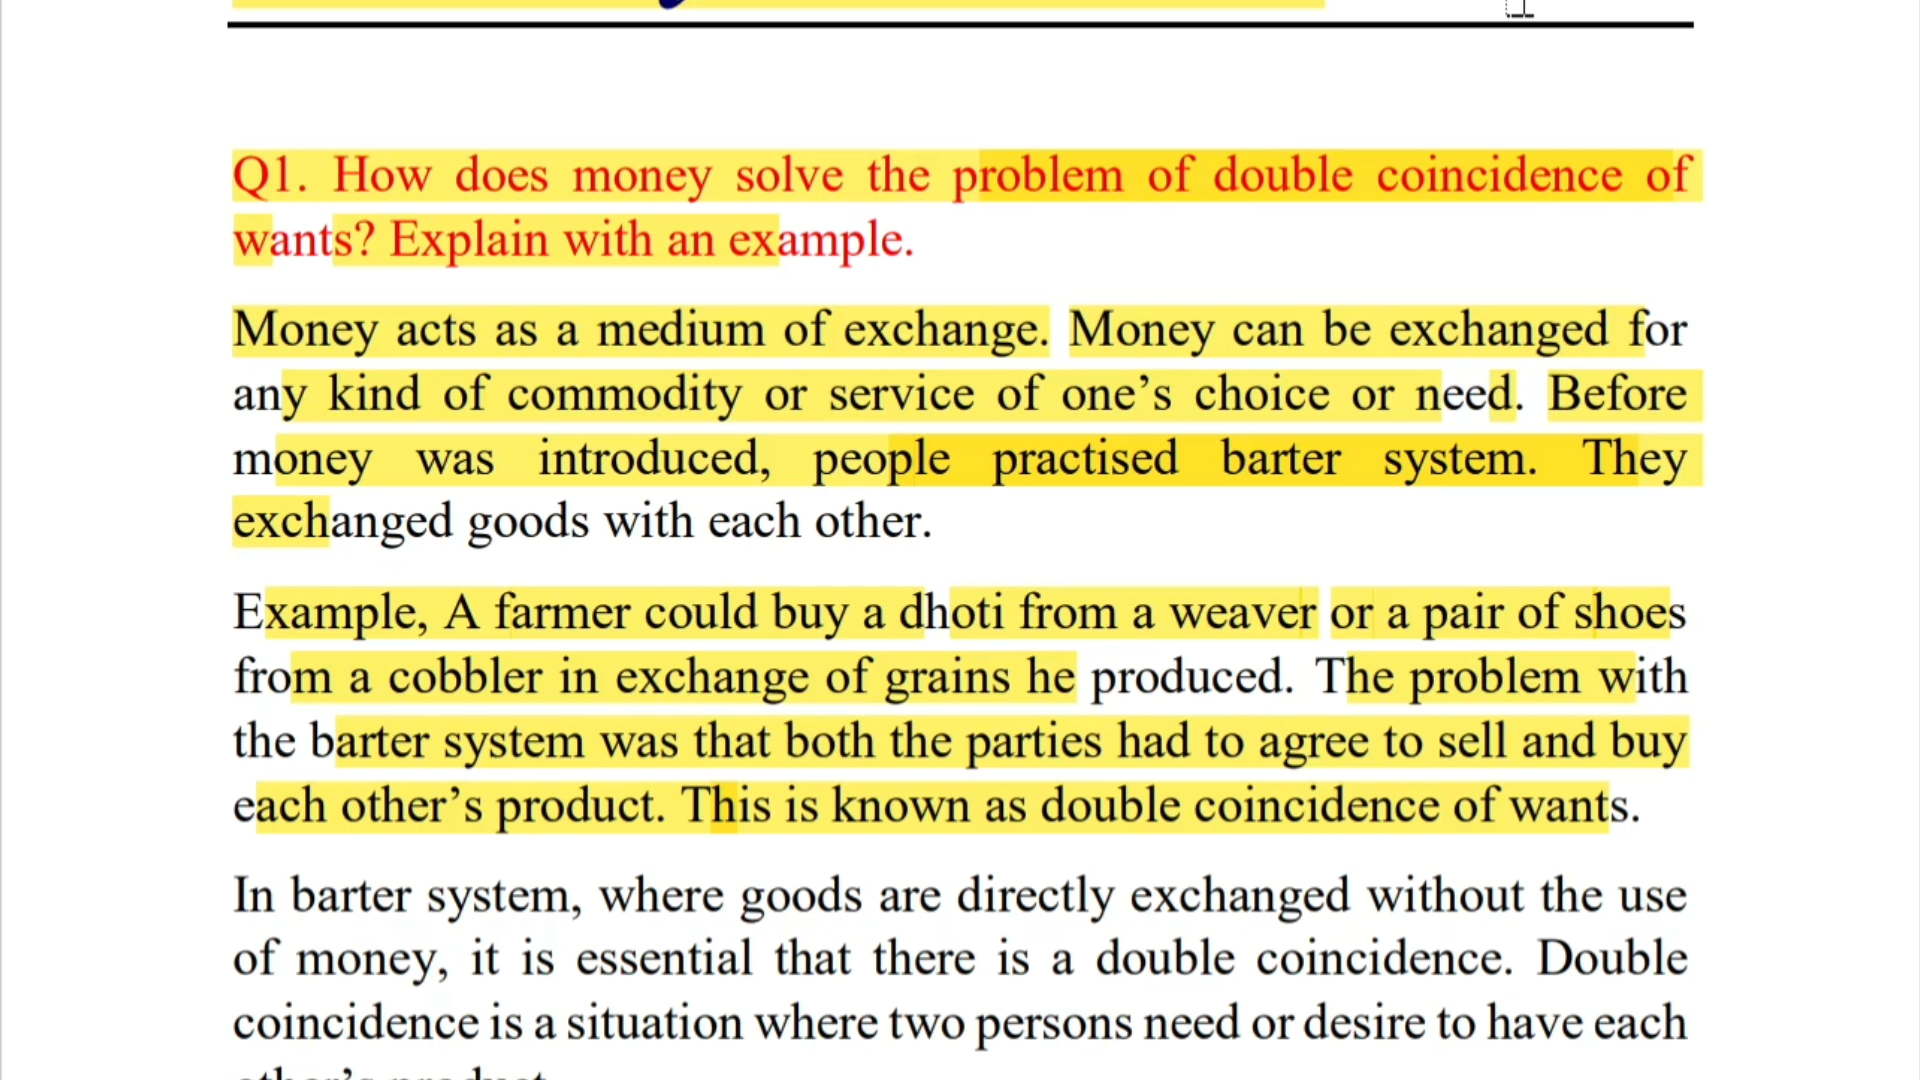 Q1. How does money solve the problem of double coincidence of
wants? Explain with an example.
Money acts as a medium of exchange. Money can be exchanged for
any kind of commodity or service of one’s choice or need. Before
money was introduced, people practised barter system. They
exchanged goods with each other.
Example, A farmer could buy a dhoti from a weaver or a pair of shoes
from a cobbler in exchange of grains he produced. The problem with
the barter system was that both the parties had to agree to sell and buy
each other’s product. This is known as double coincidence of wants.
In barter system, where goods are directly exchanged without the use
of money, it is essential that there is a double coincidence. Double
coincidence is a situation where two persons need or desire to have each
other’s product.